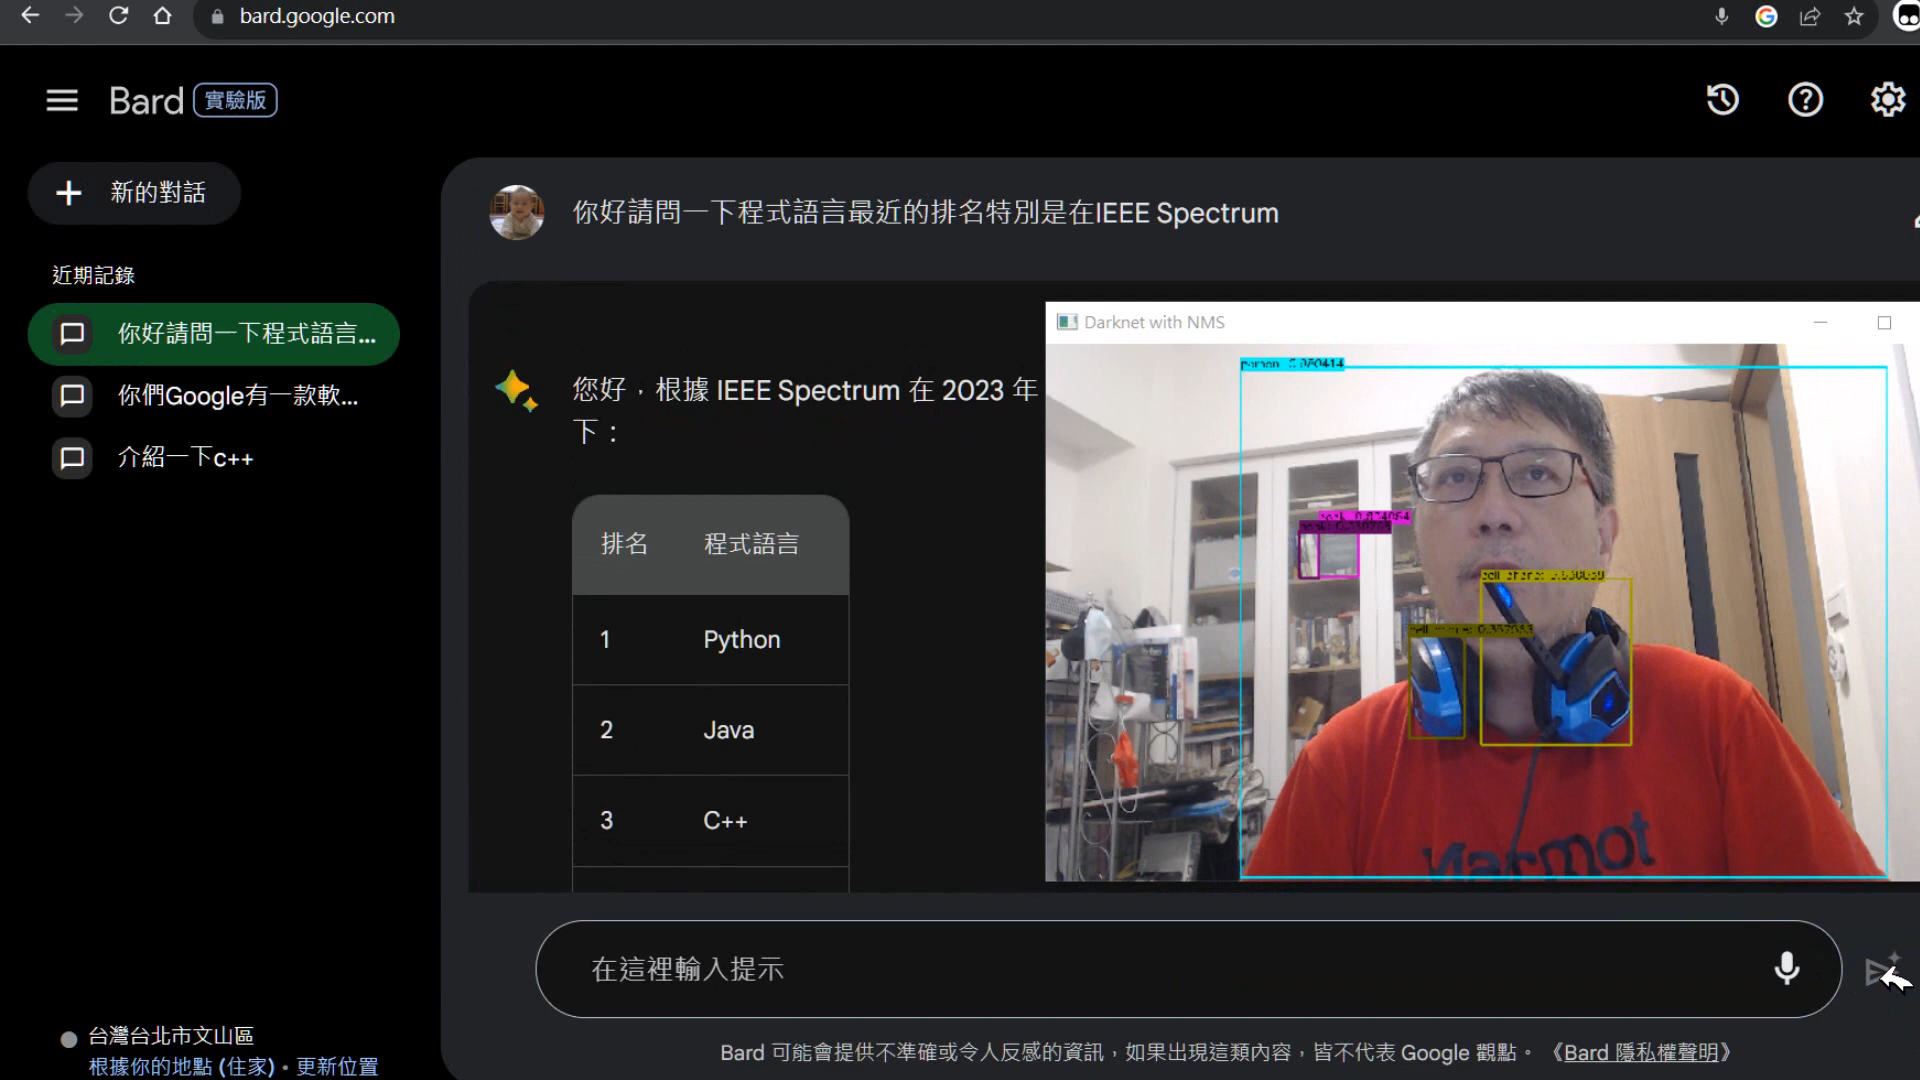 bard.google.com
Bard 實驗版
新的對話
近期記錄
你好請問一下程式語言...
你們Google有一款軟...
介紹一下c++
台灣台北市文山區
根據你的地點 (住家) • 更新位置
你好請問一下程式語言最近的排名特別是在IEEE Spectrum
您好，根據 IEEE Spectrum 在 2023 年
下：
排名 程式語言
1 Python
2 Java
3 C++
Darknet with NMS
Marmot
在這裡輸入提示
Bard 可能會提供不準確或令人反感的資訊，如果出現這類內容，皆不代表 Google 觀點。 《Bard 隱私權聲明》